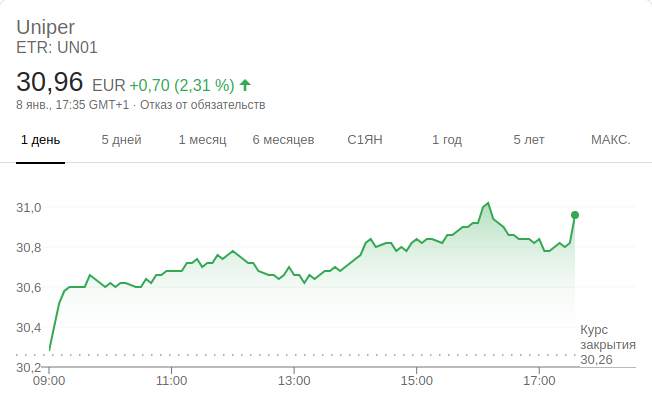 Uniper
ETR: UN01
30,96 EUR +0,70 (2,31 %)
8 янв., 17:35 GMT+1 · Отказ от обязательств
1 день 5 дней 1 месяц 6 месяцев С1ЯН 1 год 5 лет МАКС.
31,0
30,8
30,6
30,4
Курс
закрытия
30,26
30,2
09:00 11:00 13:00 15:00 17:00